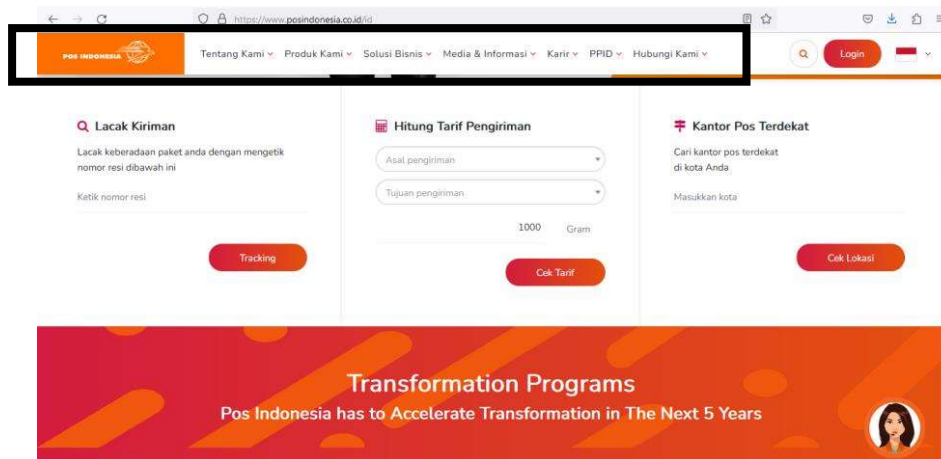 https://www.posindonesia.co.id/id
POS INDONESIA
Tentang Kami Produk Kami Solusi Bisnis Media & Informasi Karir PPID Hubungi Kami
Login
Lacak Kiriman
Lacak keberadaan paket anda dengan mengetik
nomor resi dibawah ini
Ketik nomor resi
Tracking
Hitung Tarif Pengiriman
Asal pengiriman
Tujuan pengiriman
1000 Gram
Cek Tarif
Kantor Pos Terdekat
Cari kantor pos terdekat
di kota Anda
Masukkan kota
Cek Lokasi
Transformation Programs
Pos Indonesia has to Accelerate Transformation in The Next 5 Years